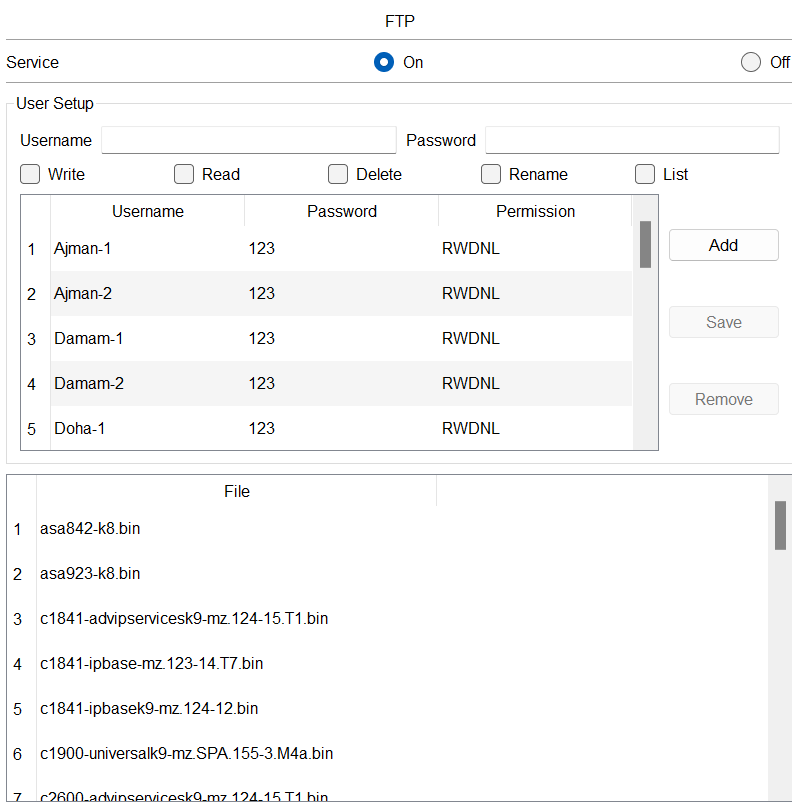 FTP
Service On Off
User Setup
Username Password
Write Read Delete Rename List
Username Password Permission
1 Ajman-1 123 RWDNL
Add
2 Ajman-2 123 RWDNL
Save
3 Damam-1 123 RWDNL
4 Damam-2 123 RWDNL
Remove
5 Doha-1 123 RWDNL
File
1 asa842-k8.bin
2 asa923-k8.bin
3 c1841-advipservicesk9-mz.124-15.T1.bin
4 c1841-ipbase-mz.123-14.T7.bin
5 c1841-ipbasek9-mz.124-12.bin
6 c1900-universalk9-mz.SPA.155-3.M4a.bin
7 c2600-advipservicesk9-mz.124-15.T1.bin